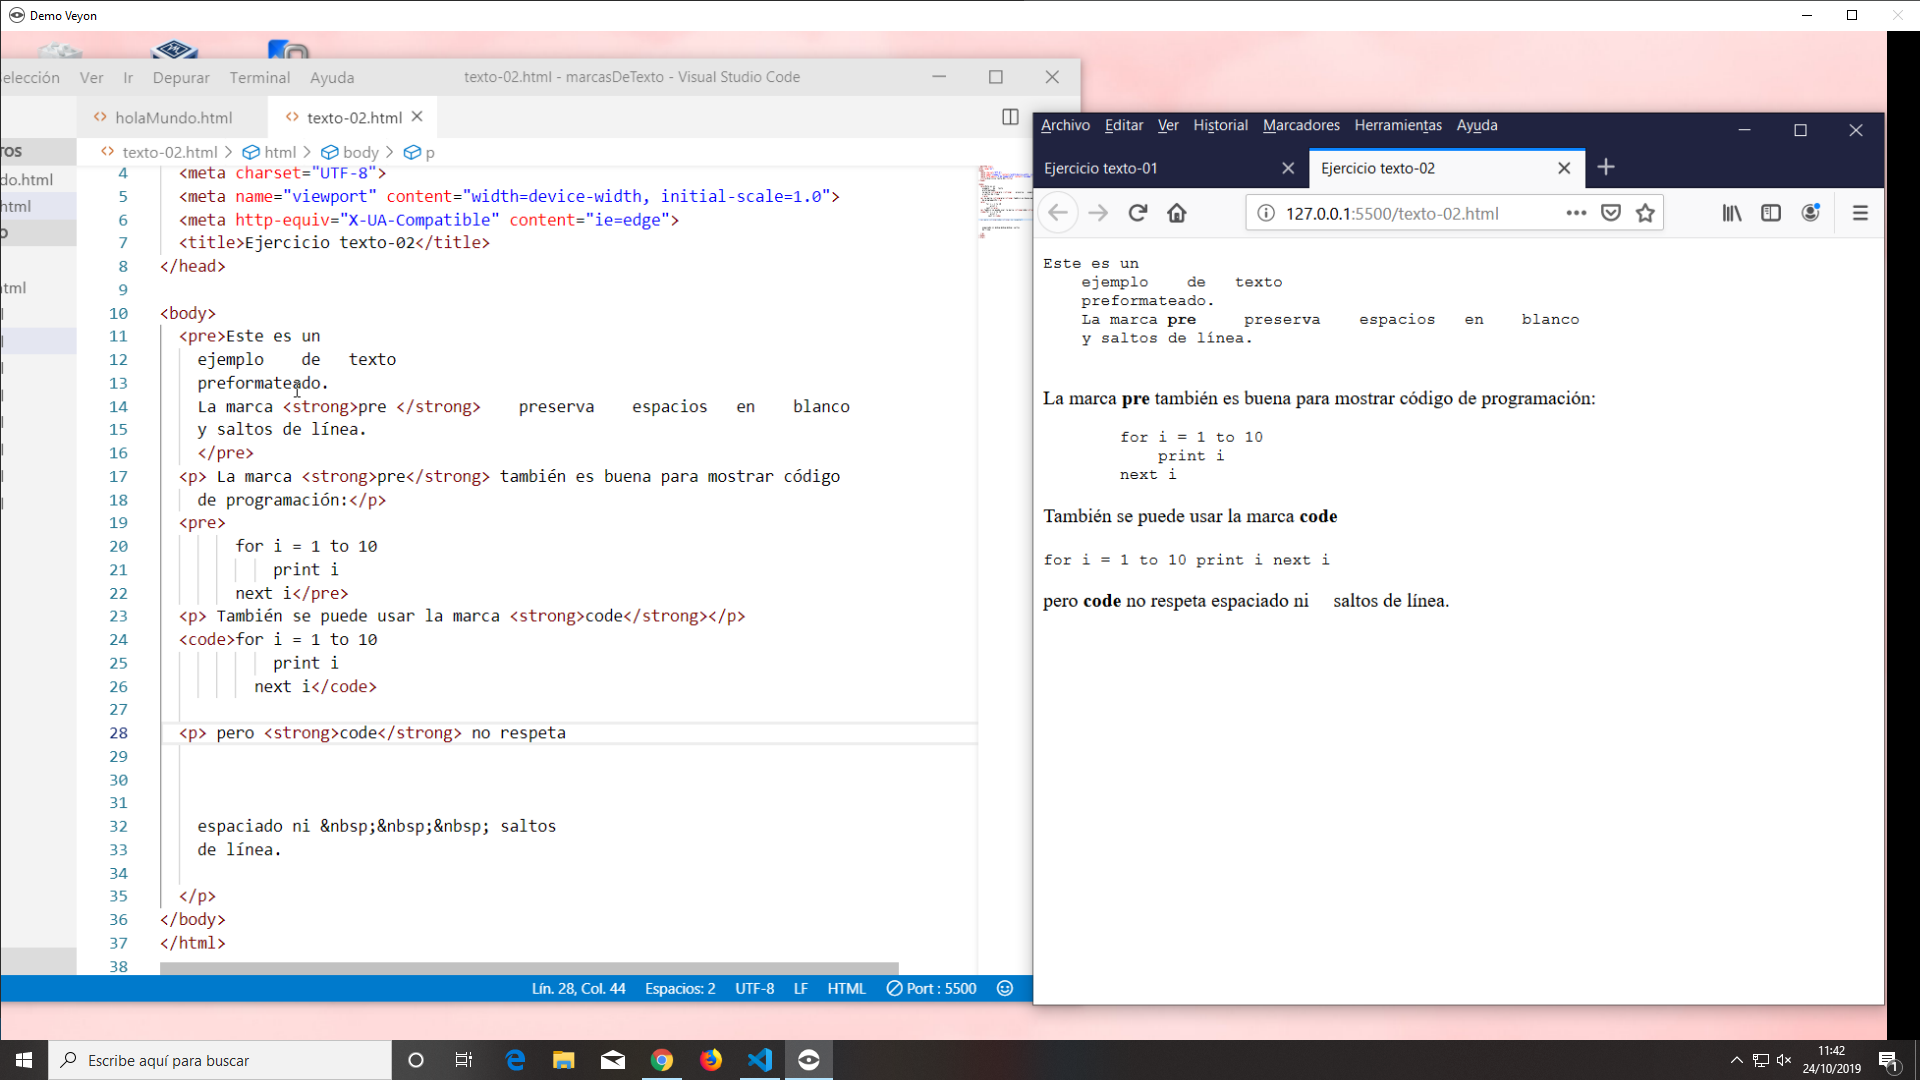 Demo Veyon
elección Ver Ir Depurar Terminal Ayuda texto-02.html - marcasDeTexto - Visual Studio Code
holaMundo.html texto-02.html
TOS
do.html
html
O
tml
texto-02.html > html > body > p
4 <meta charset="UTF-8">
5 <meta name="viewport" content="width=device-width, initial-scale=1.0">
6 <meta http-equiv="X-UA-Compatible" content="ie=edge">
7 <title>Ejercicio texto-02</title>
8 </head>
9
10 <body>
11 <pre>Este es un
12 ejemplo    de   texto
13 preformateado.
14 La marca <strong>pre </strong>    preserva    espacios   en    blanco
15 y saltos de línea.
16 </pre>
17 <p> La marca <strong>pre</strong> también es buena para mostrar código
18 de programación:</p>
19 <pre>
20 for i = 1 to 10
21 print i
22 next i</pre>
23 <p> También se puede usar la marca <strong>code</strong></p>
24 <code>for i = 1 to 10
25 print i
26 next i</code>
27
28 <p> pero <strong>code</strong> no respeta
29
30
31
32 espaciado ni &nbsp;&nbsp;&nbsp; saltos
33 de línea.
34
35 </p>
36 </body>
37 </html>
38
Lín. 28, Col. 44 Espacios: 2 UTF-8 LF HTML Port : 5500
Archivo Editar Ver Historial Marcadores Herramientas Ayuda
Ejercicio texto-01 Ejercicio texto-02
127.0.0.1:5500/texto-02.html
Este es un
ejemplo    de   texto
preformateado.
La marca pre     preserva    espacios   en    blanco
y saltos de línea.
La marca pre también es buena para mostrar código de programación:
for i = 1 to 10
print i
next i
También se puede usar la marca code
for i = 1 to 10 print i next i
pero code no respeta espaciado ni    saltos de línea.
Escribe aquí para buscar
11:42
24/10/2019
1